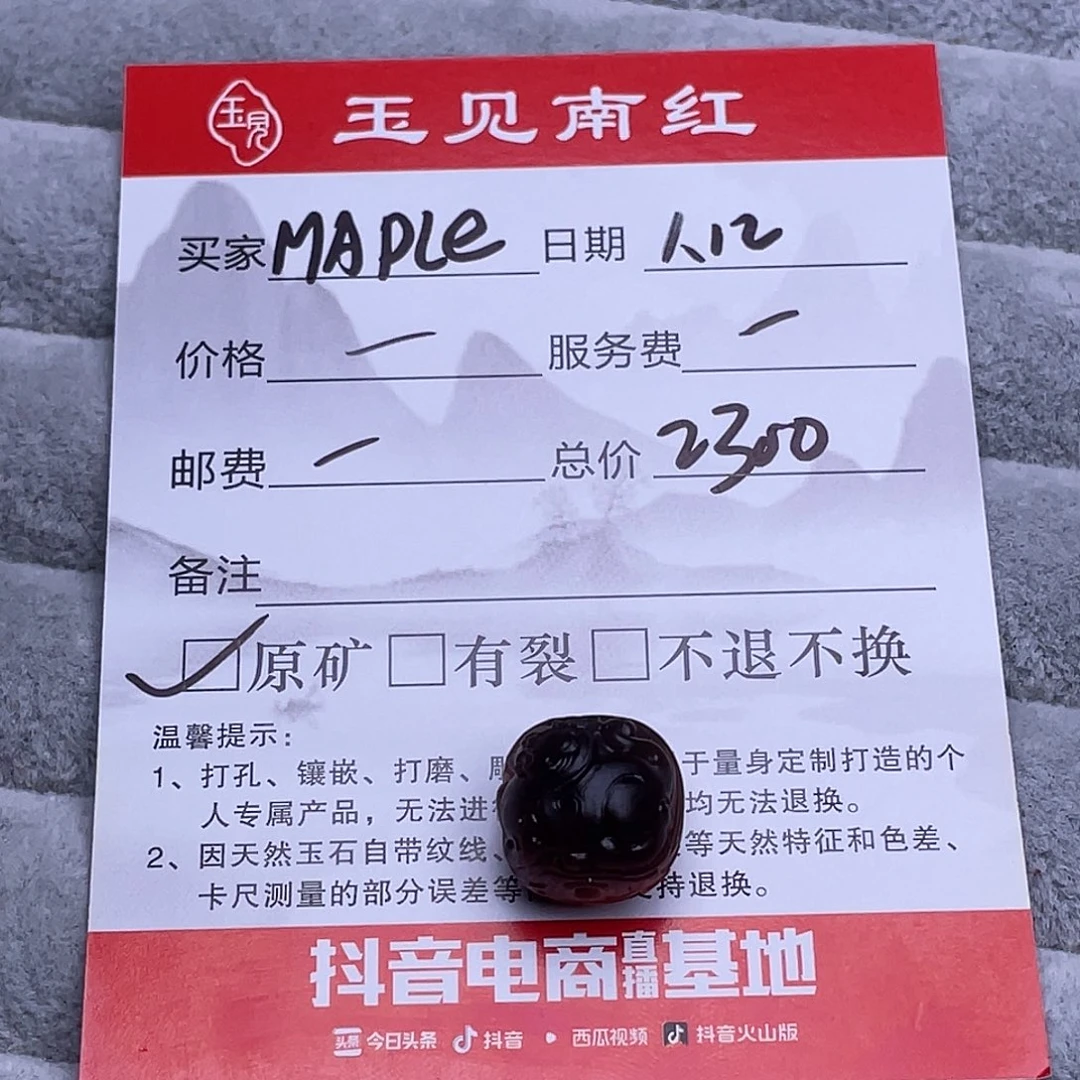 玉见 玉见南红
买家 MAPLe 日期 1.12
价格 — 服务费 —
邮费 — 总价 2300
备注
原矿 有裂 不退不换
温馨提示：
1、打孔、镶嵌、打磨、 于量身定制打造的个
人专属产品，无法进 均无法退换。
2、因天然玉石自带纹线、 等天然特征和色差、
卡尺测量的部分误差等 持退换。
抖音电商直播基地
头条 今日头条 抖音 • 西瓜视频 抖音火山版